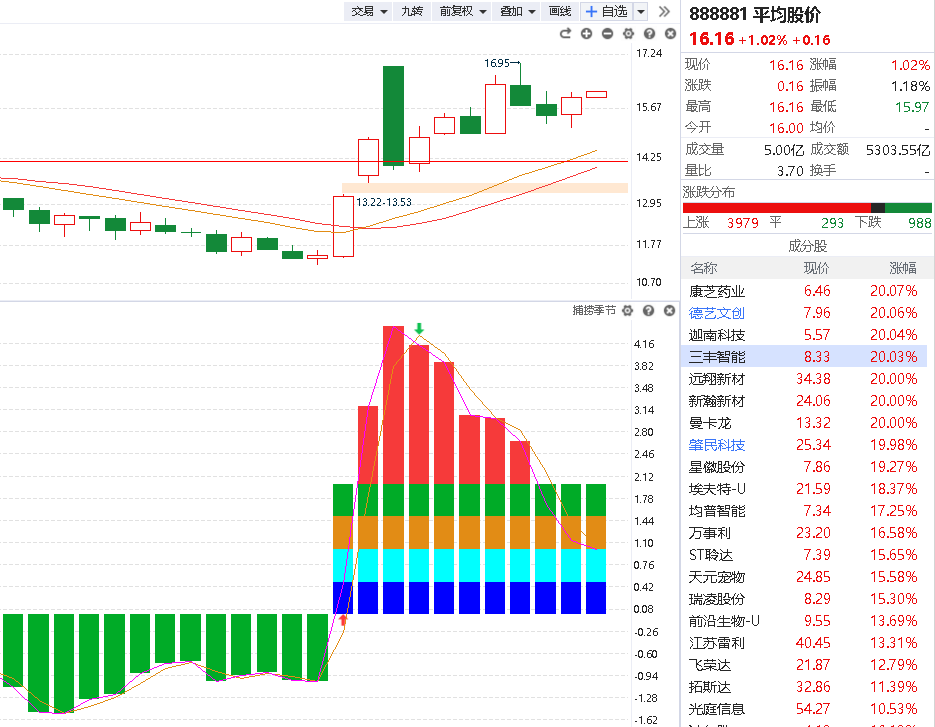 交易 九转 前复权 叠加 画线 + 自选
888881 平均股价
16.16 +1.02% +0.16
16.95
17.24
15.67
14.25
12.95
11.77
10.70
13.22-13.53
现价 16.16 涨幅 1.02%
涨跌 0.16 振幅 1.18%
最高 16.16 最低 15.97
今开 16.00 均价 -
成交量 5.00亿 成交额 5303.55亿
量比 3.70 换手 -
涨跌分布
上涨 3979 平 293 下跌 988
成分股
名称 现价 涨幅
康芝药业 6.46 20.07%
德艺文创 7.96 20.06%
迦南科技 5.57 20.04%
三丰智能 8.33 20.03%
远翔新材 34.38 20.00%
新瀚新材 24.06 20.00%
曼卡龙 13.32 20.00%
肇民科技 25.34 19.98%
星徽股份 7.86 19.27%
埃夫特-U 21.59 18.37%
均普智能 7.34 17.25%
万事利 23.20 16.58%
ST聆达 7.39 15.65%
天元宠物 24.85 15.58%
瑞凌股份 8.29 15.30%
前沿生物-U 9.55 13.69%
江苏雷利 40.45 13.31%
飞荣达 21.87 12.79%
拓斯达 32.86 11.39%
光庭信息 54.27 10.53%
捕捞季节
4.16
3.82
3.48
3.14
2.80
2.46
2.12
1.78
1.44
1.10
0.76
0.42
0.08
-0.26
-0.60
-0.94
-1.28
-1.62